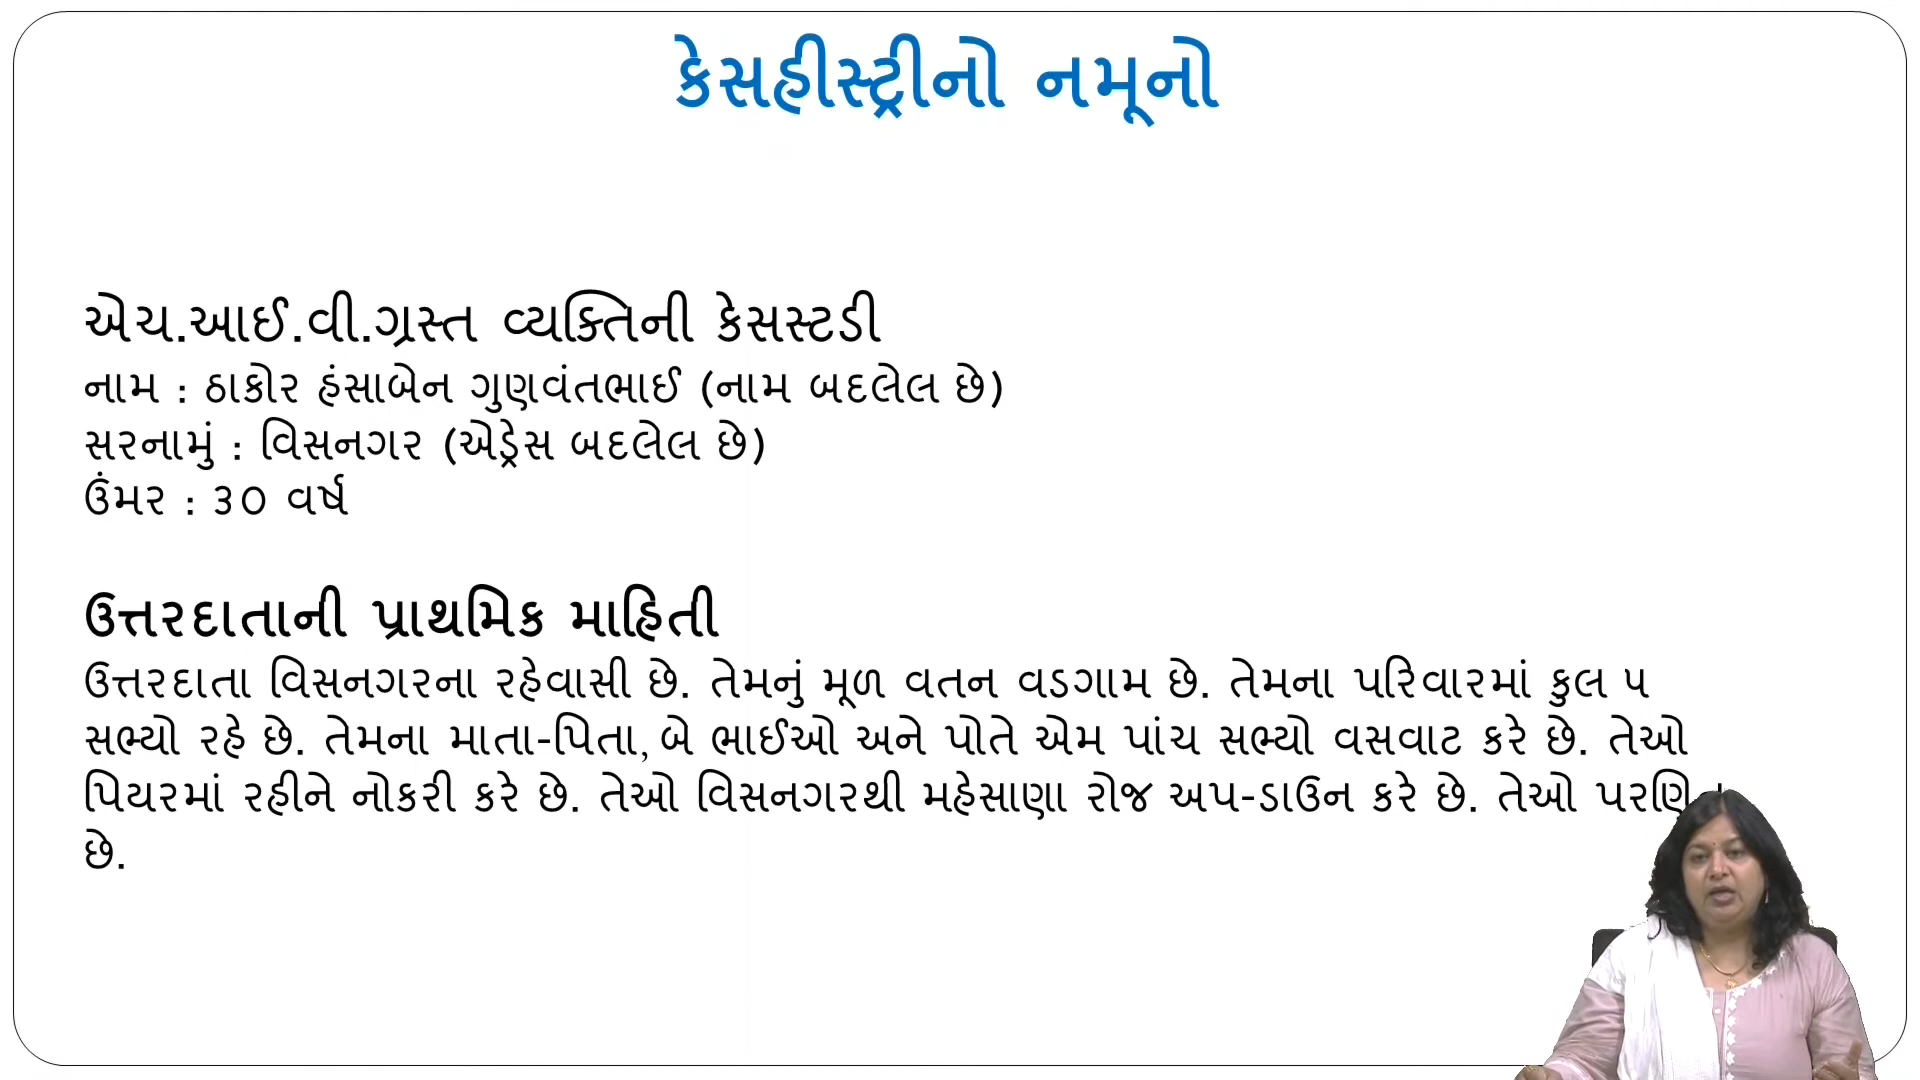 કેસહીસ્ટ્રીનો નમૂનો
એચ.આઈ.વી.ગ્રસ્ત વ્યક્તિની કેસસ્ટડી
નામ : ઠાકોર હંસાબેન ગુણવંતભાઈ (નામ બદલેલ છે)
સરનામું : વિસનગર (એડ્રેસ બદલેલ છે)
ઉંમર : ૩૦ વર્ષ
ઉત્તરદાતાની પ્રાથમિક માહિતી
ઉત્તરદાતા વિસનગરના રહેવાસી છે. તેમનું મૂળ વતન વડગામ છે. તેમના પરિવારમાં કુલ ૫
સભ્યો રહે છે. તેમના માતા-પિતા, બે ભાઈઓ અને પોતે એમ પાંચ સભ્યો વસવાટ કરે છે. તેઓ
પિયરમાં રહીને નોકરી કરે છે. તેઓ વિસનગરથી મહેસાણા રોજ અપ-ડાઉન કરે છે. તેઓ
છે.